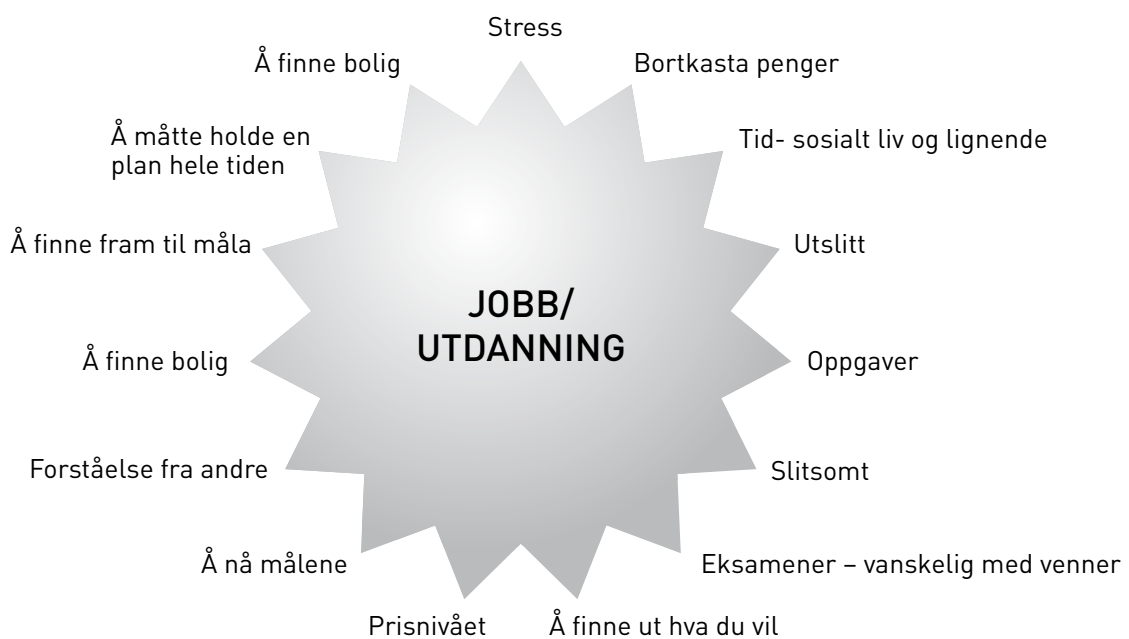 Stress
Å finne bolig
Bortkasta penger
Å måtte holde en
plan hele tiden
Tid- sosialt liv og lignende
Å finne fram til måla
Utslitt
JOBB/
UTDANNING
Å finne bolig
Oppgaver
Forståelse fra andre
Slitsomt
Å nå målene
Eksamener – vanskelig med venner
Prisnivået
Å finne ut hva du vil